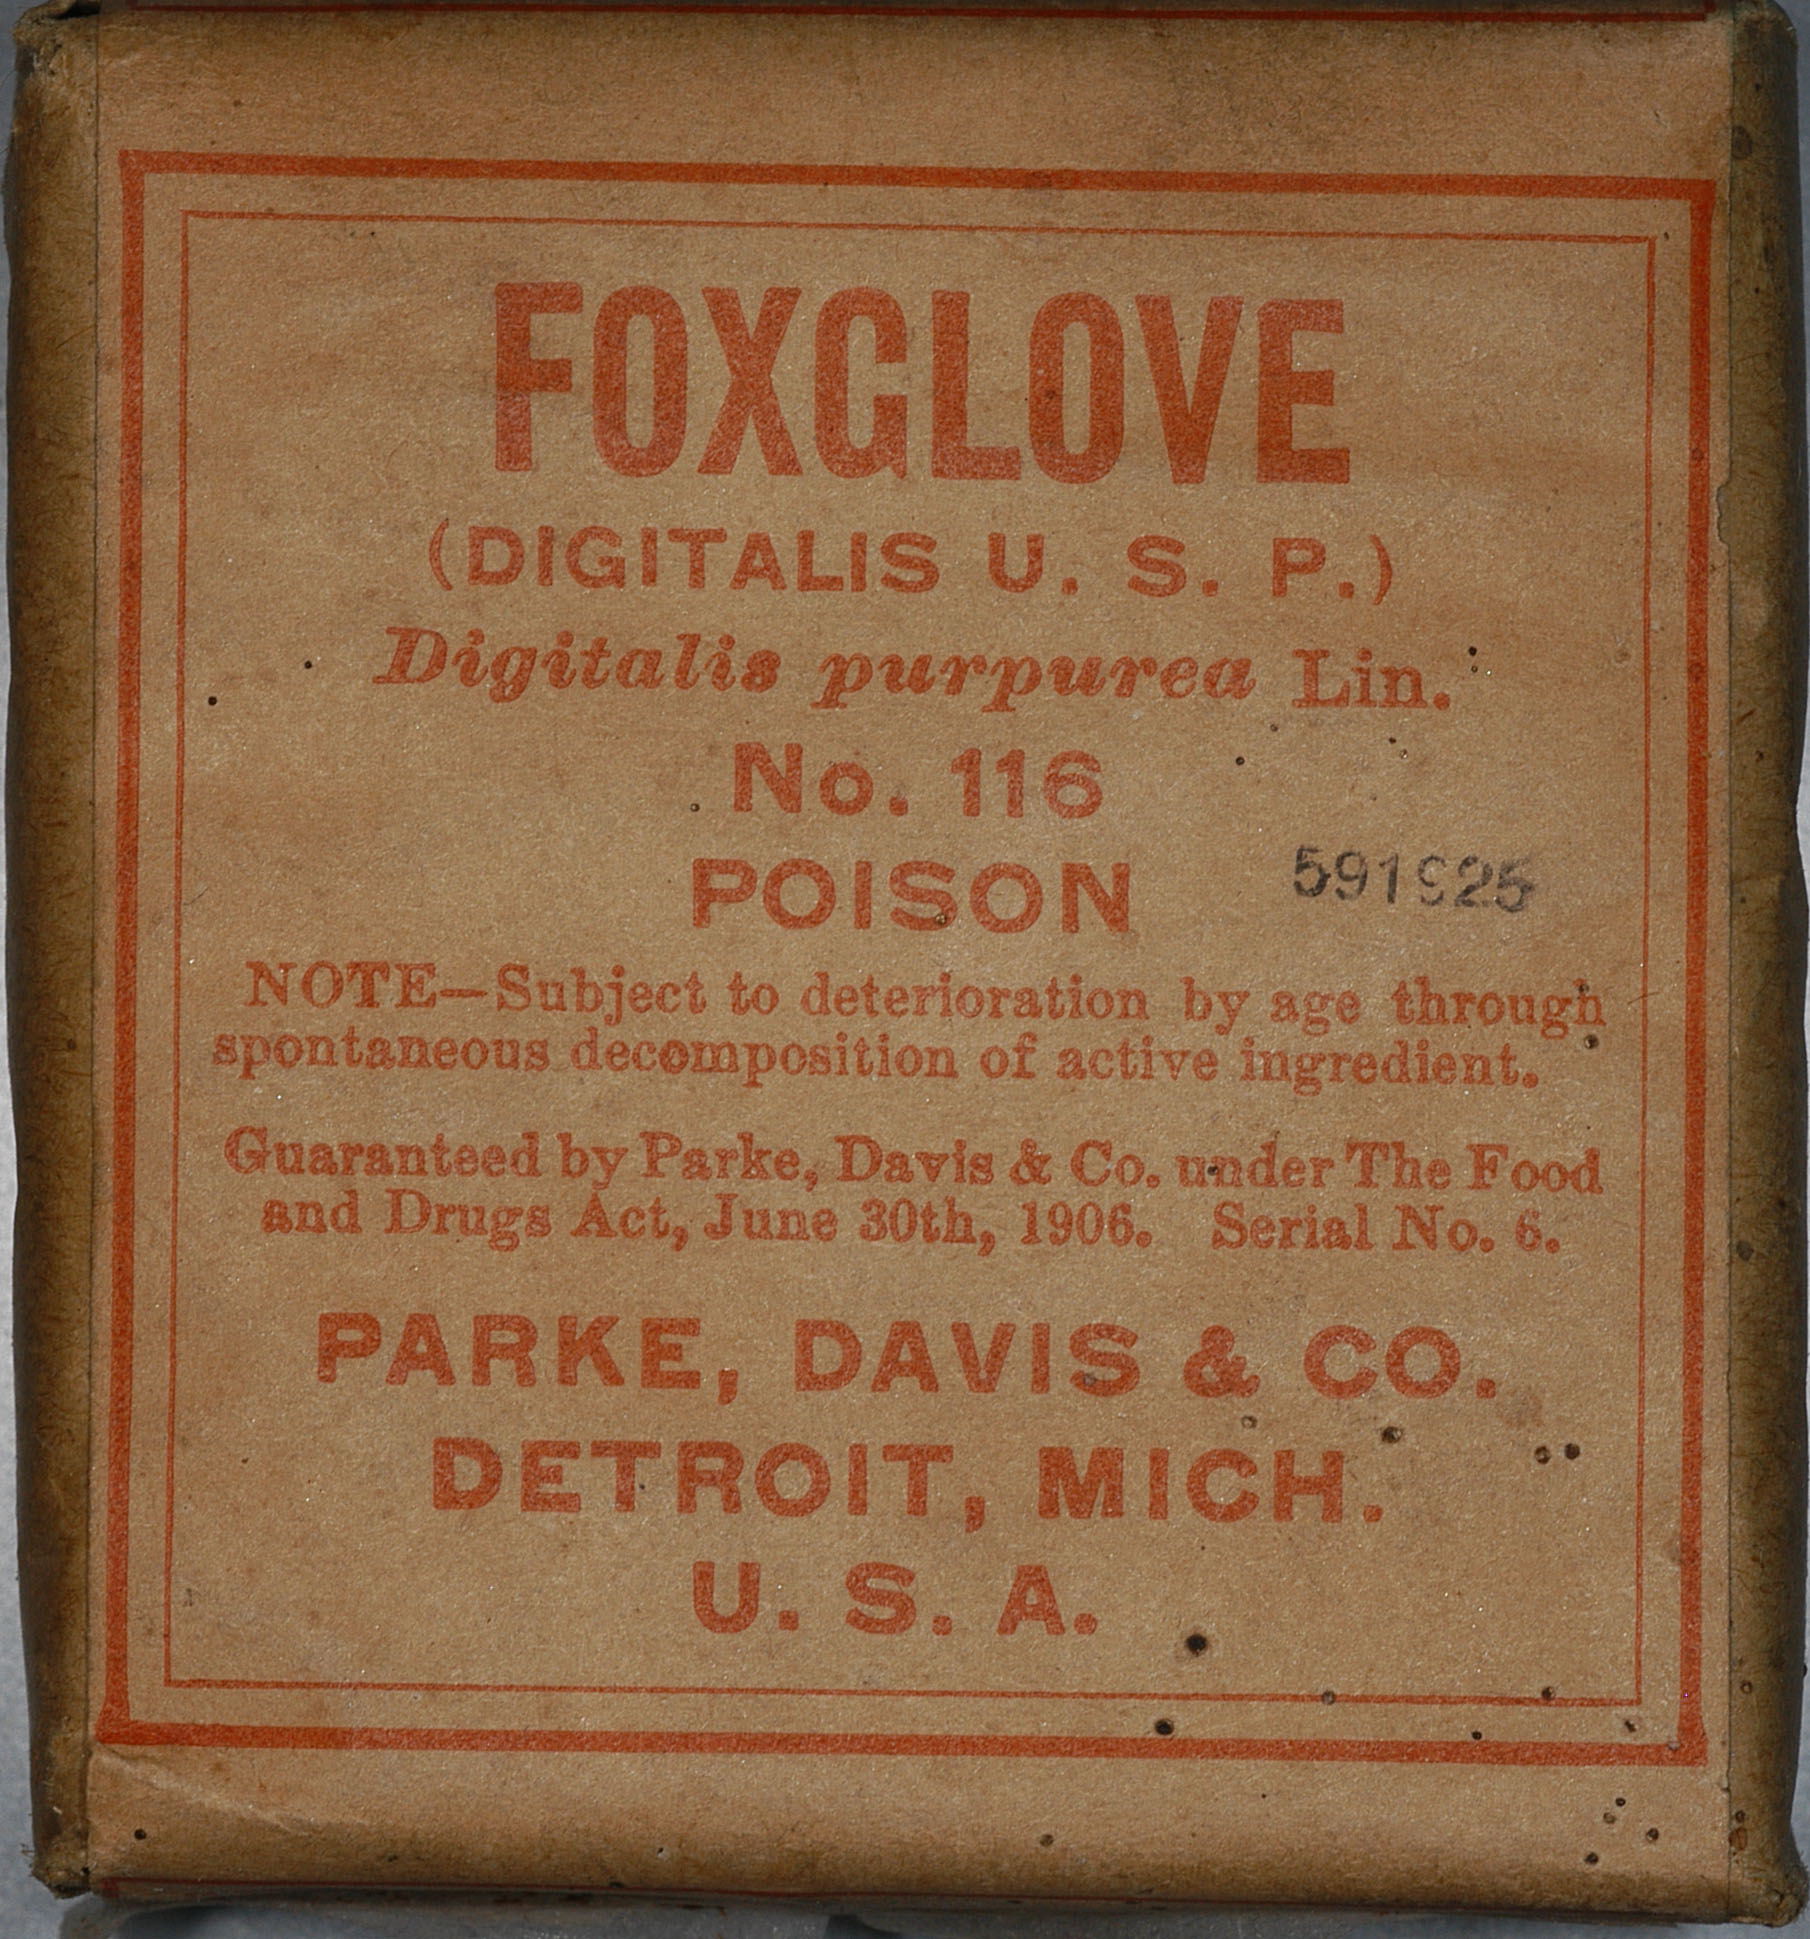 FOXGLOVE
(DIGITALIS U. S. P.)
Digitalis purpurea Lin.
No. 116
POISON
591925
NOTE—Subject to deterioration by age through
spontaneous decomposition of active ingredient.
Guaranteed by Parke, Davis & Co. under The Food
and Drugs Act, June 30th, 1906. Serial No. 6.
PARKE, DAVIS & CO.
DETROIT, MICH.
U. S. A.